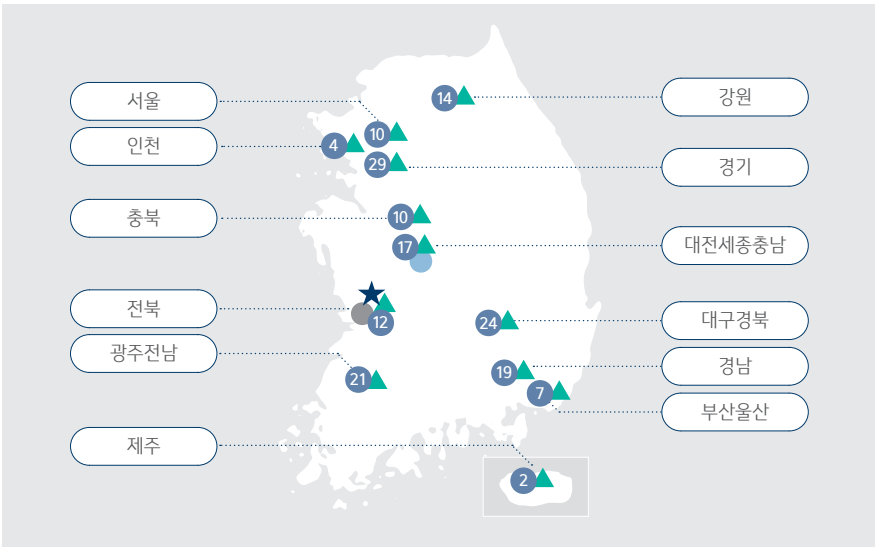 서울
인천
충북
전북
광주전남
제주
14
10
4
29
10
17
12
24
21
19
7
2
강원
경기
대전세종충남
대구경북
경남
부산울산